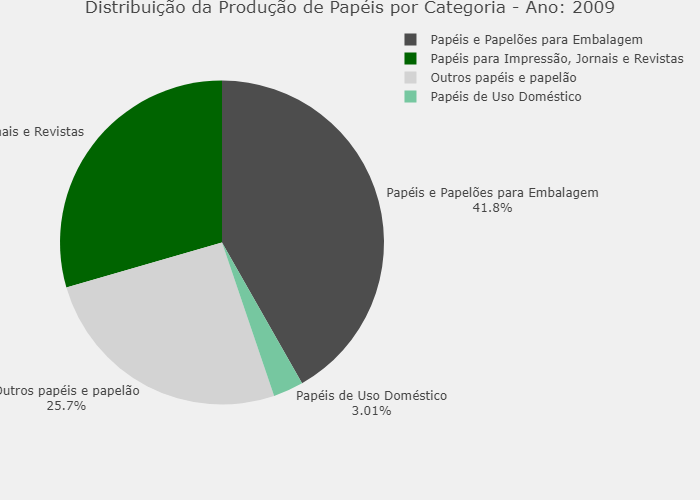 Distribuição da Produção de Papéis por Categoria - Ano: 2009
Papéis e Papelões para Embalagem
Papéis para Impressão, Jornais e Revistas
Outros papéis e papelão
Papéis de Uso Doméstico
e Revistas
Papéis e Papelões para Embalagem
41.8%
Outros papéis e papelão
25.7%
Papéis de Uso Doméstico
3.01%